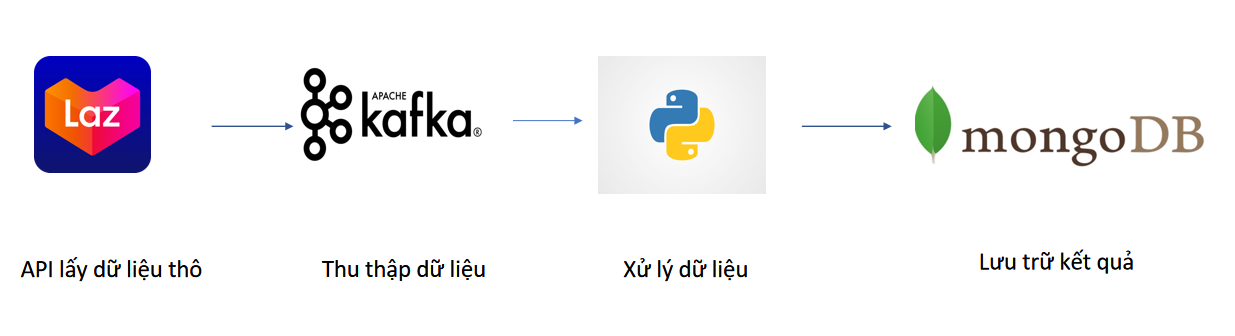 Laz
APACHE
kafka®
mongoDB
API lấy dữ liệu thô
Thu thập dữ liệu
Xử lý dữ liệu
Lưu trữ kết quả